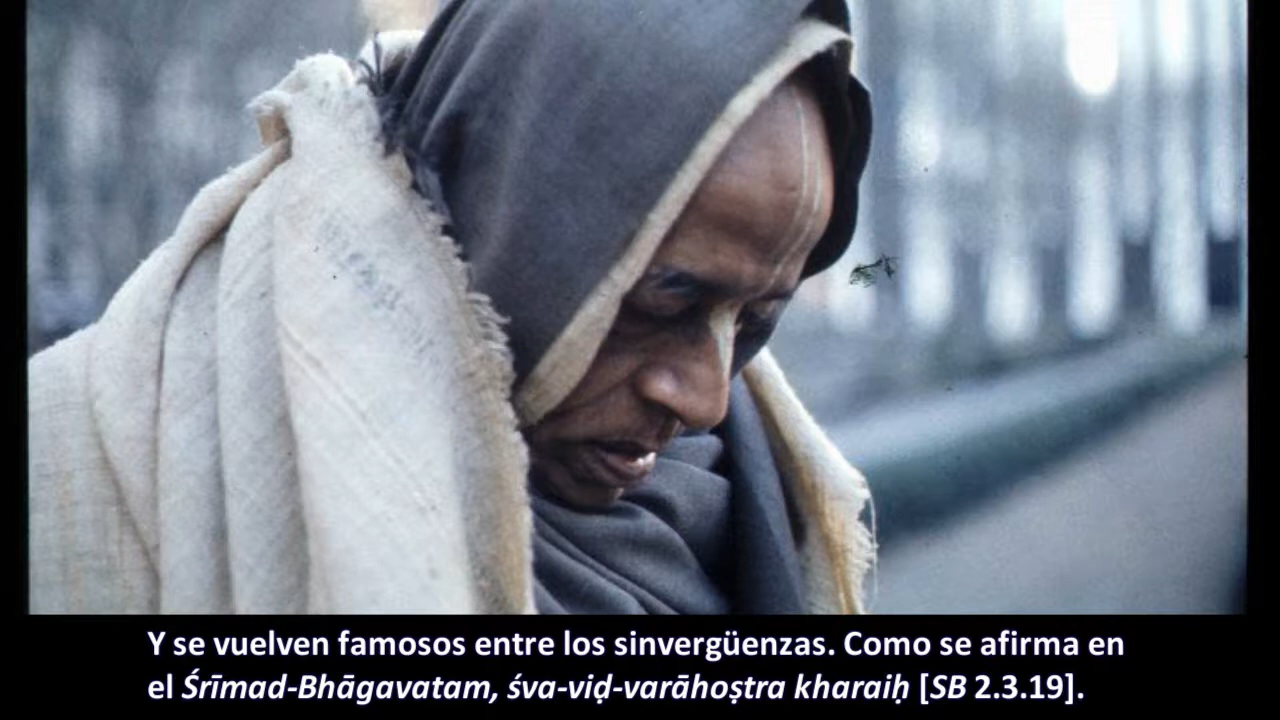 Y se vuelven famosos entre los sinvergüenzas. Como se afirma en
el Śrīmad-Bhāgavatam, śva-viḍ-varāhoṣṭra kharaiḥ [SB 2.3.19].